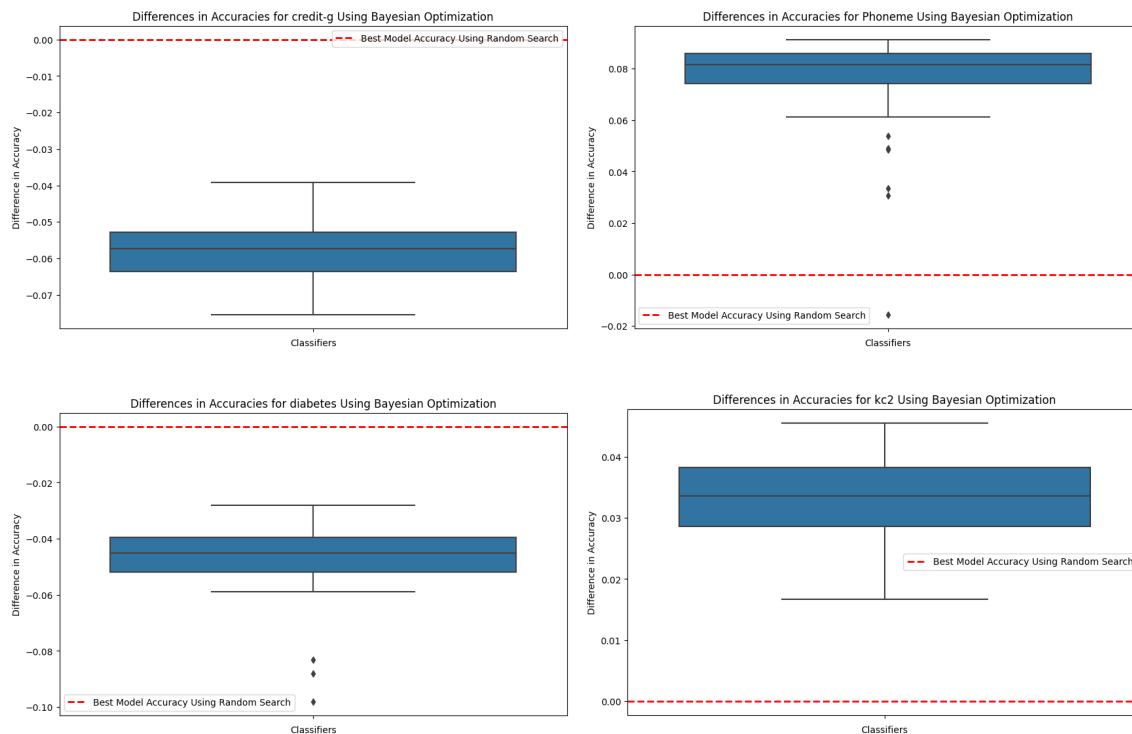 Differences in Accuracies for credit-g Using Bayesian Optimization
Best Model Accuracy Using Random Search
0.00
−0.01
−0.02
−0.03
−0.04
−0.05
−0.06
−0.07
Difference in Accuracy
Classifiers
Differences in Accuracies for Phoneme Using Bayesian Optimization
0.08
0.06
0.04
0.02
0.00
−0.02
Difference in Accuracy
Best Model Accuracy Using Random Search
Classifiers
Differences in Accuracies for diabetes Using Bayesian Optimization
0.00
−0.02
−0.04
−0.06
−0.08
−0.10
Difference in Accuracy
Best Model Accuracy Using Random Search
Classifiers
Differences in Accuracies for kc2 Using Bayesian Optimization
0.04
0.03
0.02
0.01
0.00
Difference in Accuracy
Best Model Accuracy Using Random Search
Classifiers